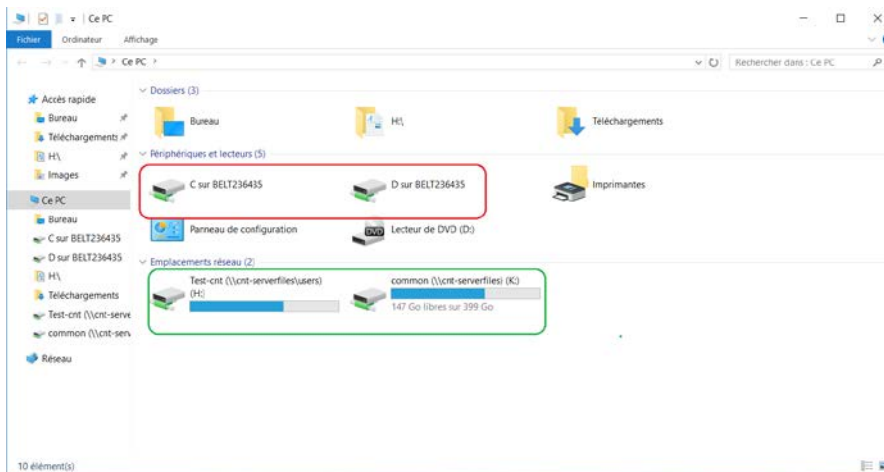 Ce PC
Fichier Ordinateur Affichage
Ce PC
Rechercher dans : Ce PC
Accès rapide
Bureau
Téléchargements
H:\
Images
Ce PC
Bureau
C sur BELT236435
D sur BELT236435
H:\
Téléchargements
Test-cnt (\\cnt-serve
common (\\cnt-serv
Réseau
Dossiers (3)
Bureau
H:\
Téléchargements
Périphériques et lecteurs (5)
C sur BELT236435
D sur BELT236435
Imprimantes
Panneau de configuration
Lecteur de DVD (D:)
DVD
Emplacements réseau (2)
Test-cnt (\\cnt-serverfiles\users)
(H:)
common (\\cnt-serverfiles) (K:)
147 Go libres sur 399 Go
10 élément(s)